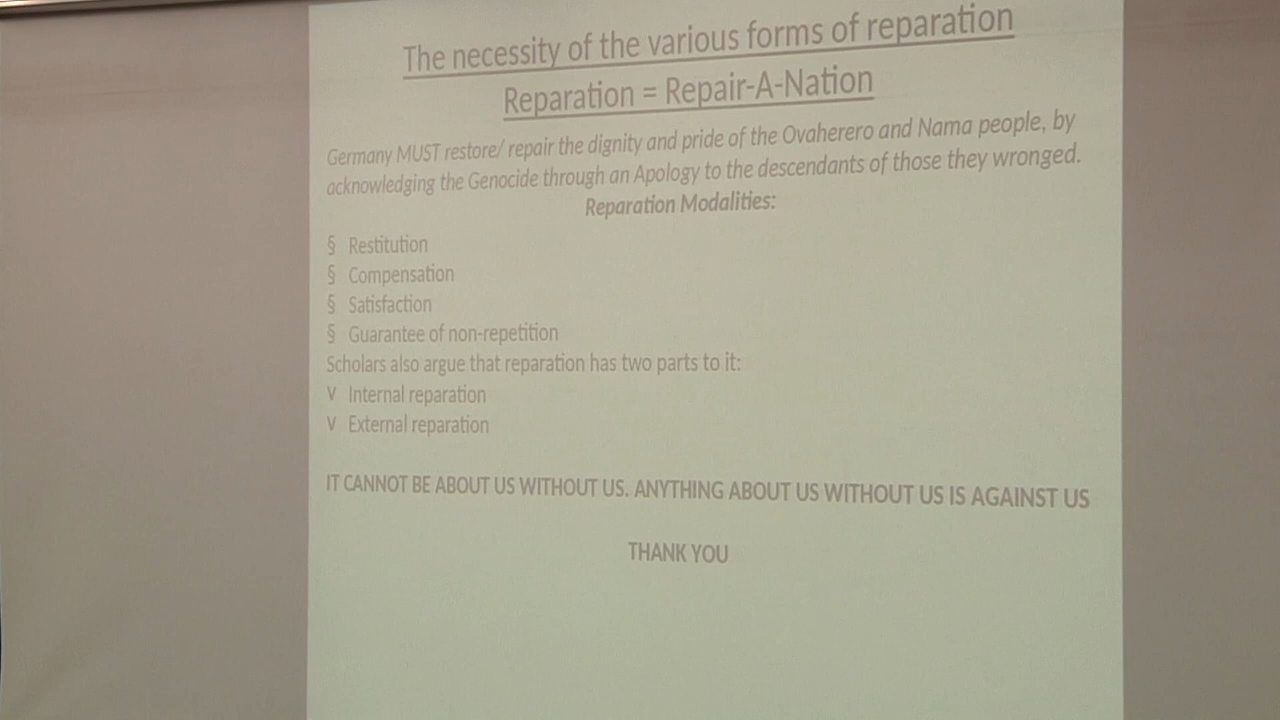 The necessity of the various forms of reparation
Reparation = Repair-A-Nation
Germany MUST restore/ repair the dignity and pride of the Ovaherero and Nama people, by
acknowledging the Genocide through an Apology to the descendants of those they wronged.
Reparation Modalities:
§ Restitution
§ Compensation
§ Satisfaction
§ Guarantee of non-repetition
Scholars also argue that reparation has two parts to it:
V Internal reparation
V External reparation
IT CANNOT BE ABOUT US WITHOUT US. ANYTHING ABOUT US WITHOUT US IS AGAINST US
THANK YOU